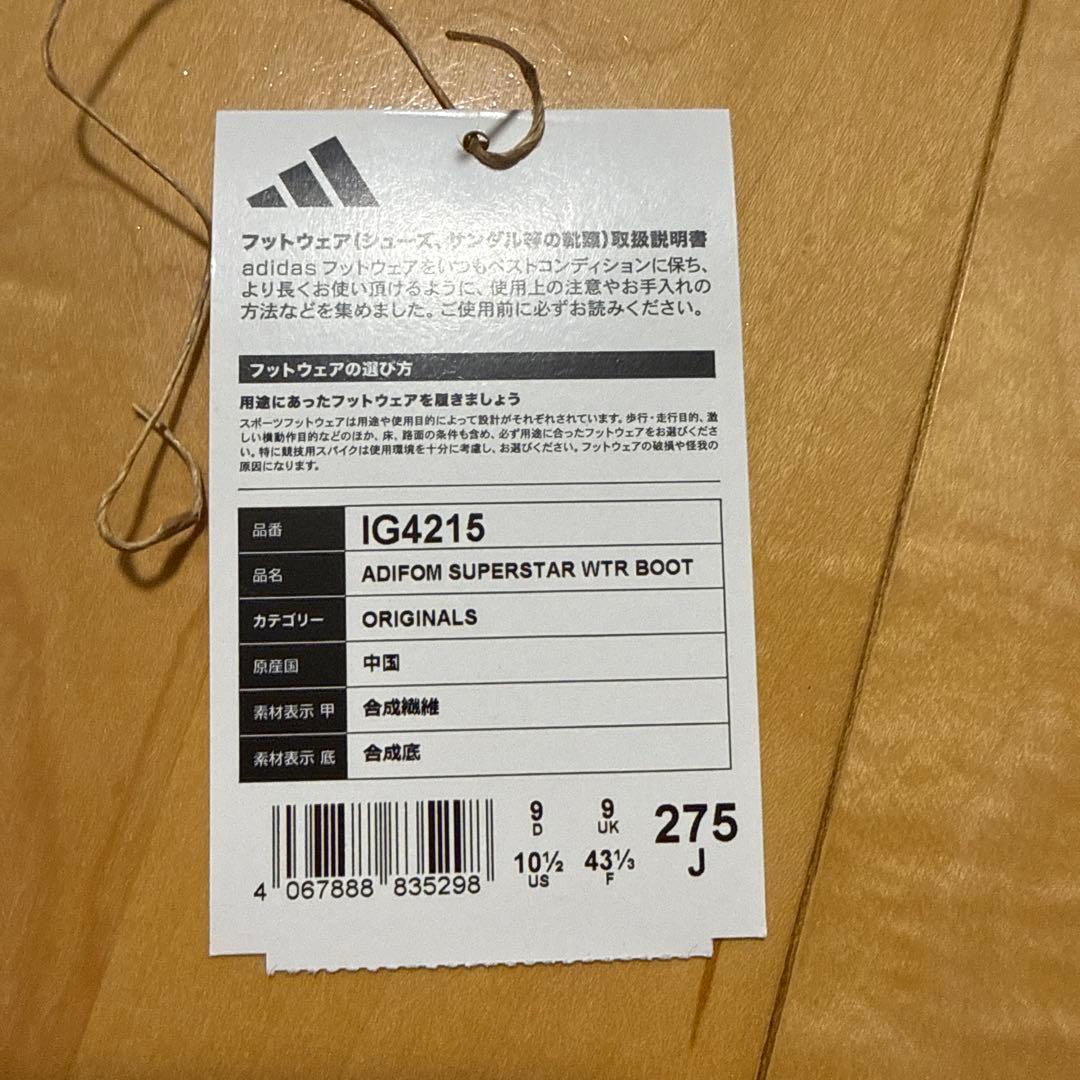 フットウェア(シューズ、サンダル等の靴類)取扱説明書
adidas フットウェアをいつもベストコンディションに保ち、
より長くお使い頂けるように、使用上の注意やお手入れの
方法などを集めました。ご使用前に必ずお読みください。
フットウェアの選び方
用途にあったフットウェアを履きましょう
スポーツフットウェアは用途や使用目的によって設計がそれぞれされています。歩行・走行目的、激
しい横動作目的などのほか、床、路面の条件も含め、必ず用途に合ったフットウェアをお選びくださ
い。特に競技用スパイクは使用環境を十分に考慮し、お選びください。フットウェアの破損や怪我の
原因になります。
品番 IG4215
品名 ADIFOM SUPERSTAR WTR BOOT
カテゴリー ORIGINALS
原産国 中国
素材表示 甲 合成繊維
素材表示 底 合成底
9 9 275
D UK J
10½ 43⅓
US F
4 067888 835298